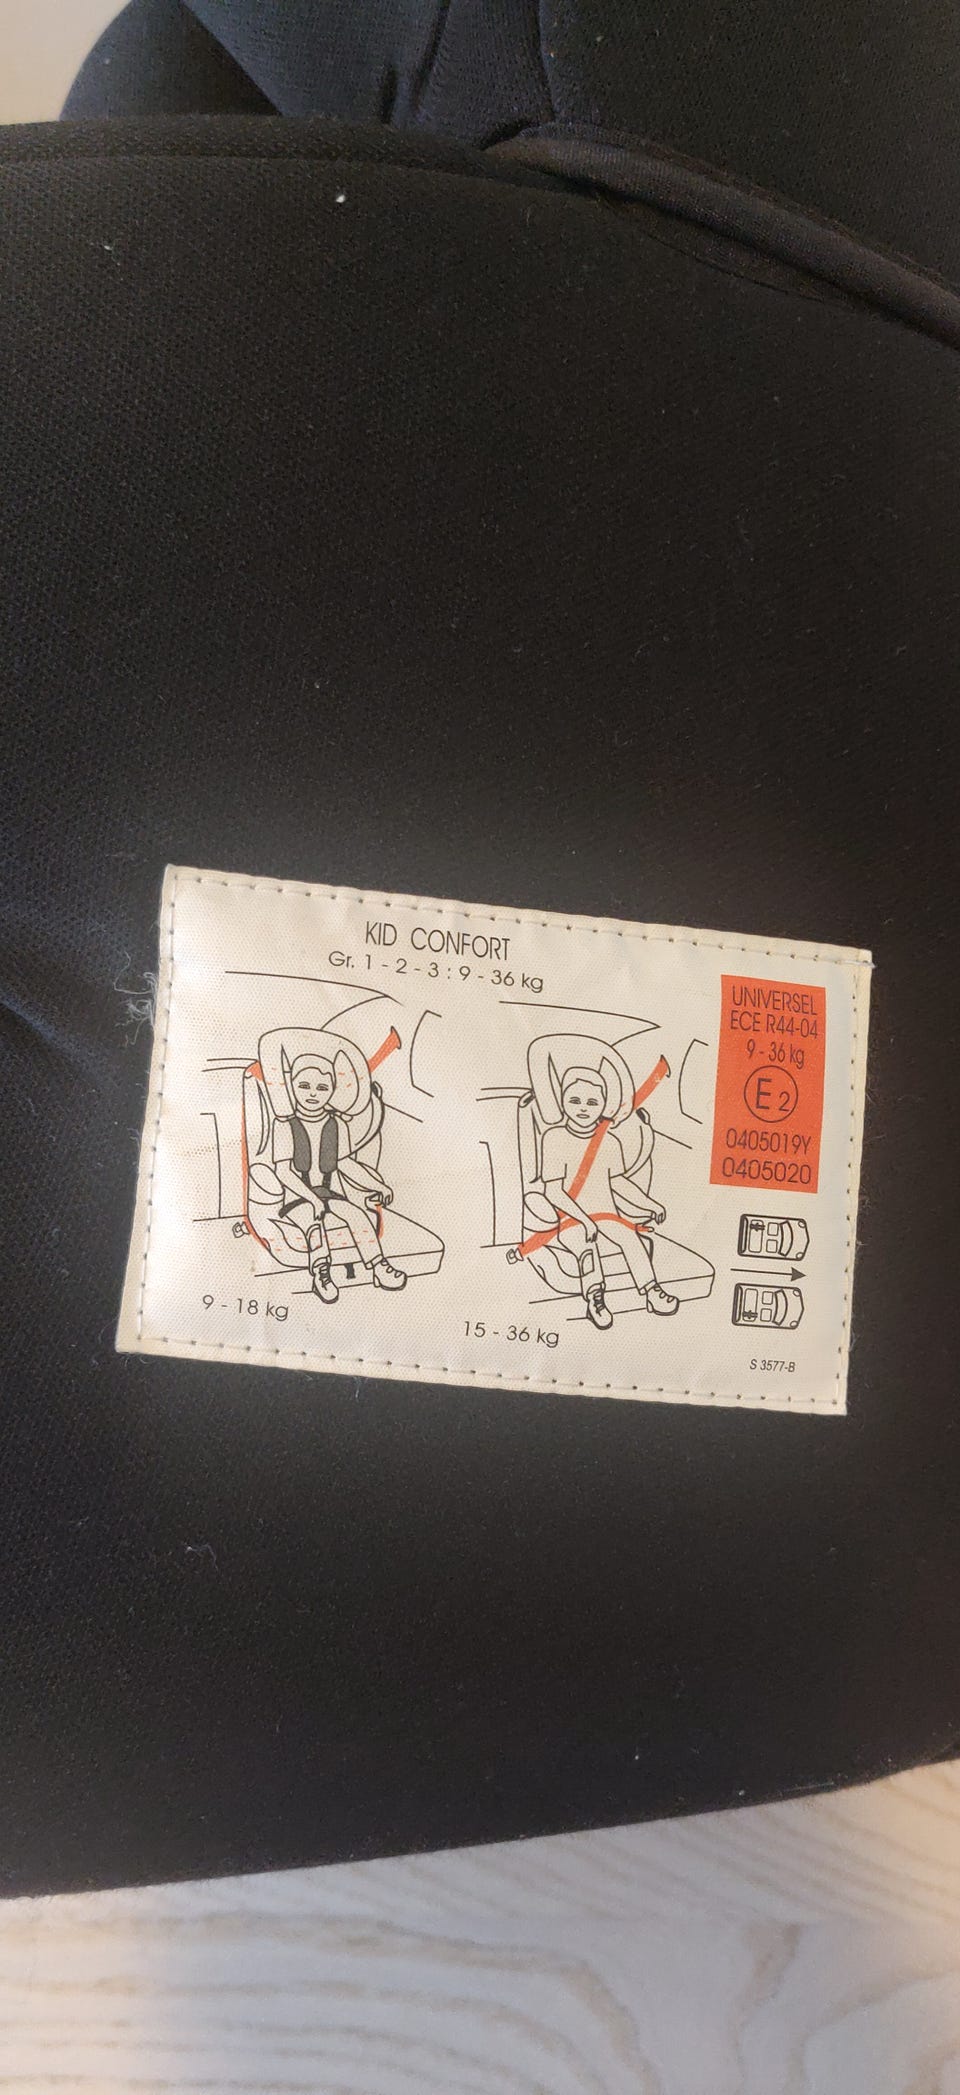 KID CONFORT
Gr. 1 - 2 - 3 : 9 - 36 kg
UNIVERSEL
ECE R44-04
9 - 36 kg
E 2
0405019Y
0405020
9 - 18 kg
15 - 36 kg
S 3577-B